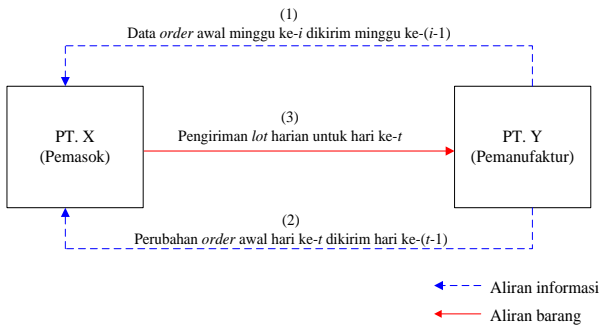 (1)
Data order awal minggu ke-i dikirim minggu ke-(i-1)
PT. X
(Pemasok)
(3)
Pengiriman lot harian untuk hari ke-t
PT. Y
(Pemanufaktur)
(2)
Perubahan order awal hari ke-t dikirim hari ke-(t-1)
Aliran informasi
Aliran barang